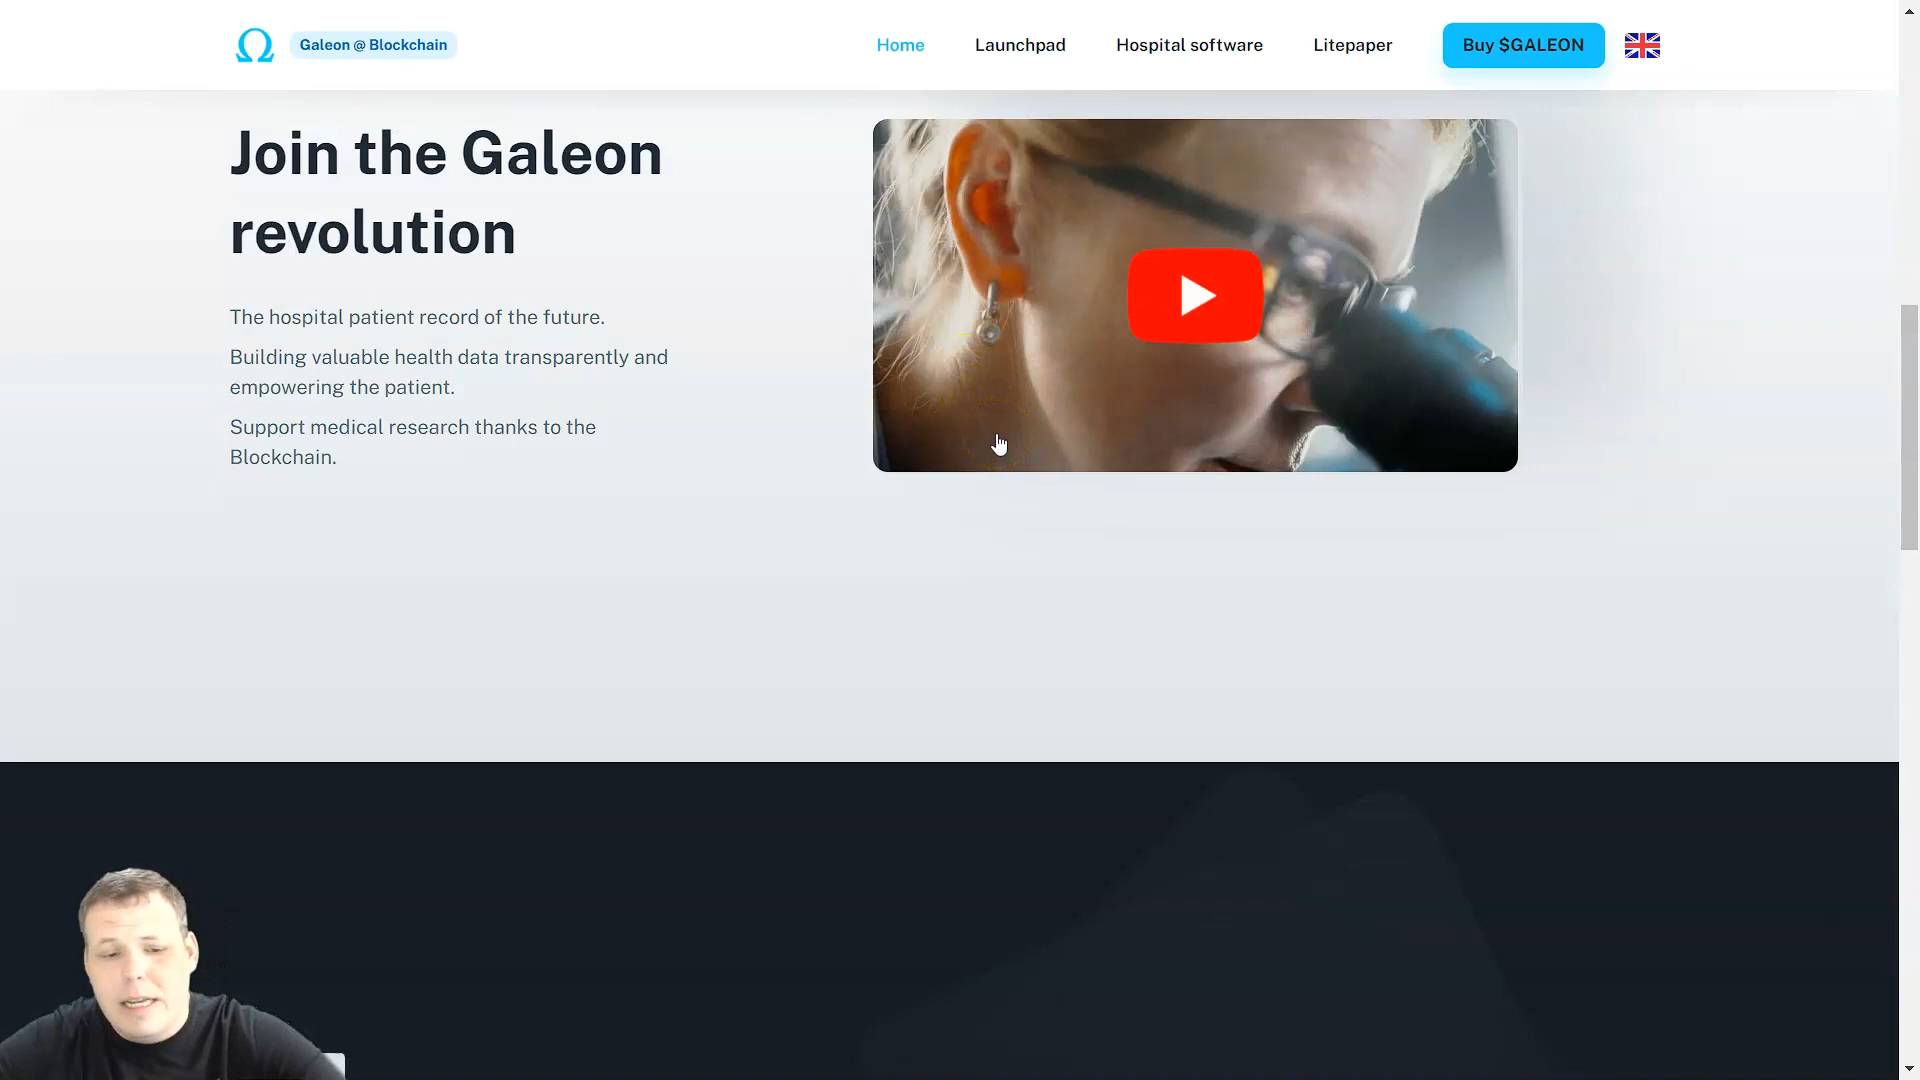 Galeon @ Blockchain
Home
Launchpad
Hospital software
Litepaper
Buy $GALEON
Join the Galeon
revolution
The hospital patient record of the future.
Building valuable health data transparently and
empowering the patient.
Support medical research thanks to the
Blockchain.